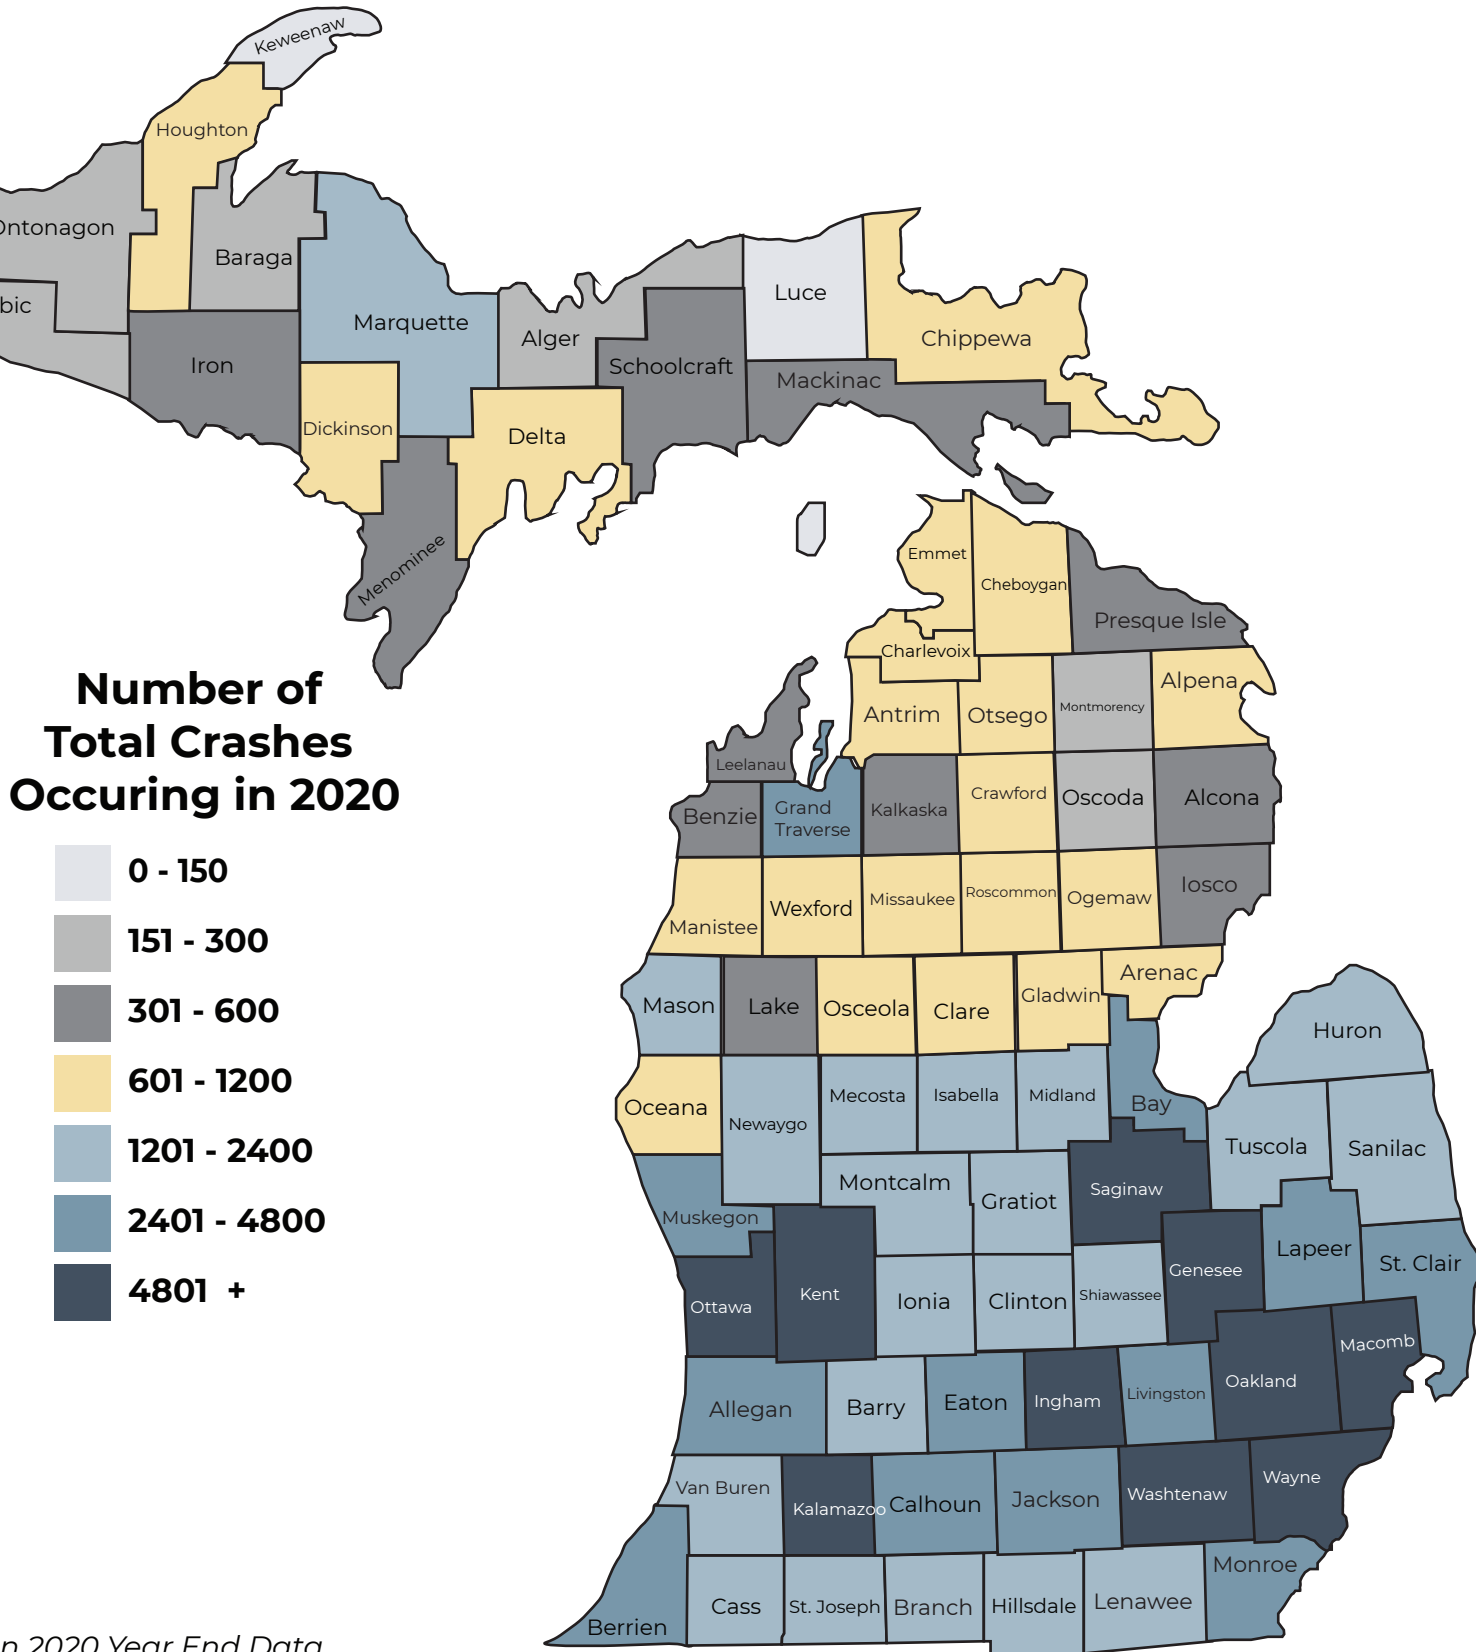 Keweenaw
Houghton
Ontonagon
Baraga
bic
Luce
Marquette
Alger
Chippewa
Iron
Schoolcraft
Mackinac
Dickinson
Delta
Menominee
Emmet
Cheboygan
Presque Isle
Charlevoix
Number of
Total Crashes
Occuring in 2020
Alpena
Antrim
Otsego
Montmorency
Leelanau
Benzie
Grand
Traverse
Kalkaska
Crawford
Oscoda
Alcona
0 - 150
151 - 300
301 - 600
601 - 1200
1201 - 2400
2401 - 4800
4801 +
Manistee
Wexford
Missaukee
Roscommon
Ogemaw
Iosco
Mason
Lake
Osceola
Clare
Gladwin
Arenac
Huron
Oceana
Newaygo
Mecosta
Isabella
Midland
Bay
Tuscola
Sanilac
Muskegon
Montcalm
Gratiot
Saginaw
Ottawa
Kent
Ionia
Clinton
Shiawassee
Genesee
Lapeer
St. Clair
Allegan
Barry
Eaton
Ingham
Livingston
Oakland
Macomb
Van Buren
Kalamazoo
Calhoun
Jackson
Washtenaw
Wayne
Berrien
Cass
St. Joseph
Branch
Hillsdale
Lenawee
Monroe
n 2020 Year End Data